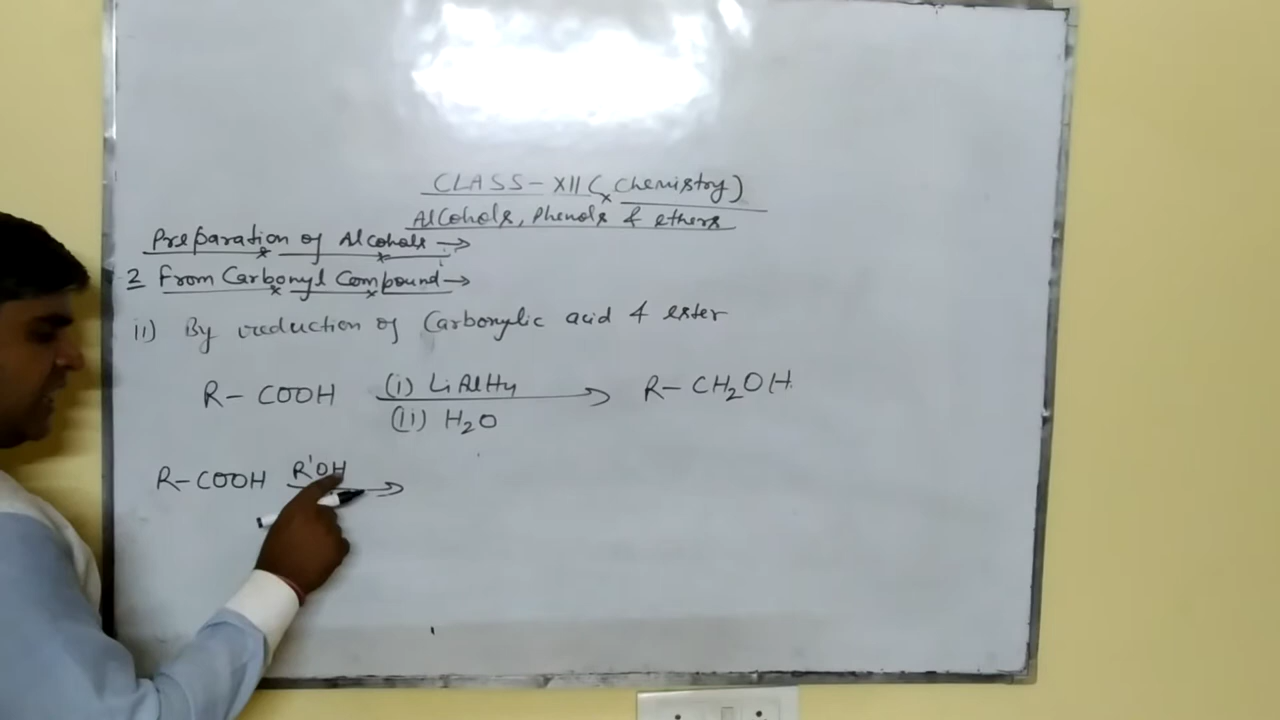 CLASS - XII (Chemistry)
Alcohols, Phenols & ethers
Preparation of Alcohols →
2 From Carbonyl Compound →
ii) By reduction of Carboxylic acid & ester
R - COOH (i) LiAlH4 → R - CH2OH
(ii) H2O
R - COOH R'OH →